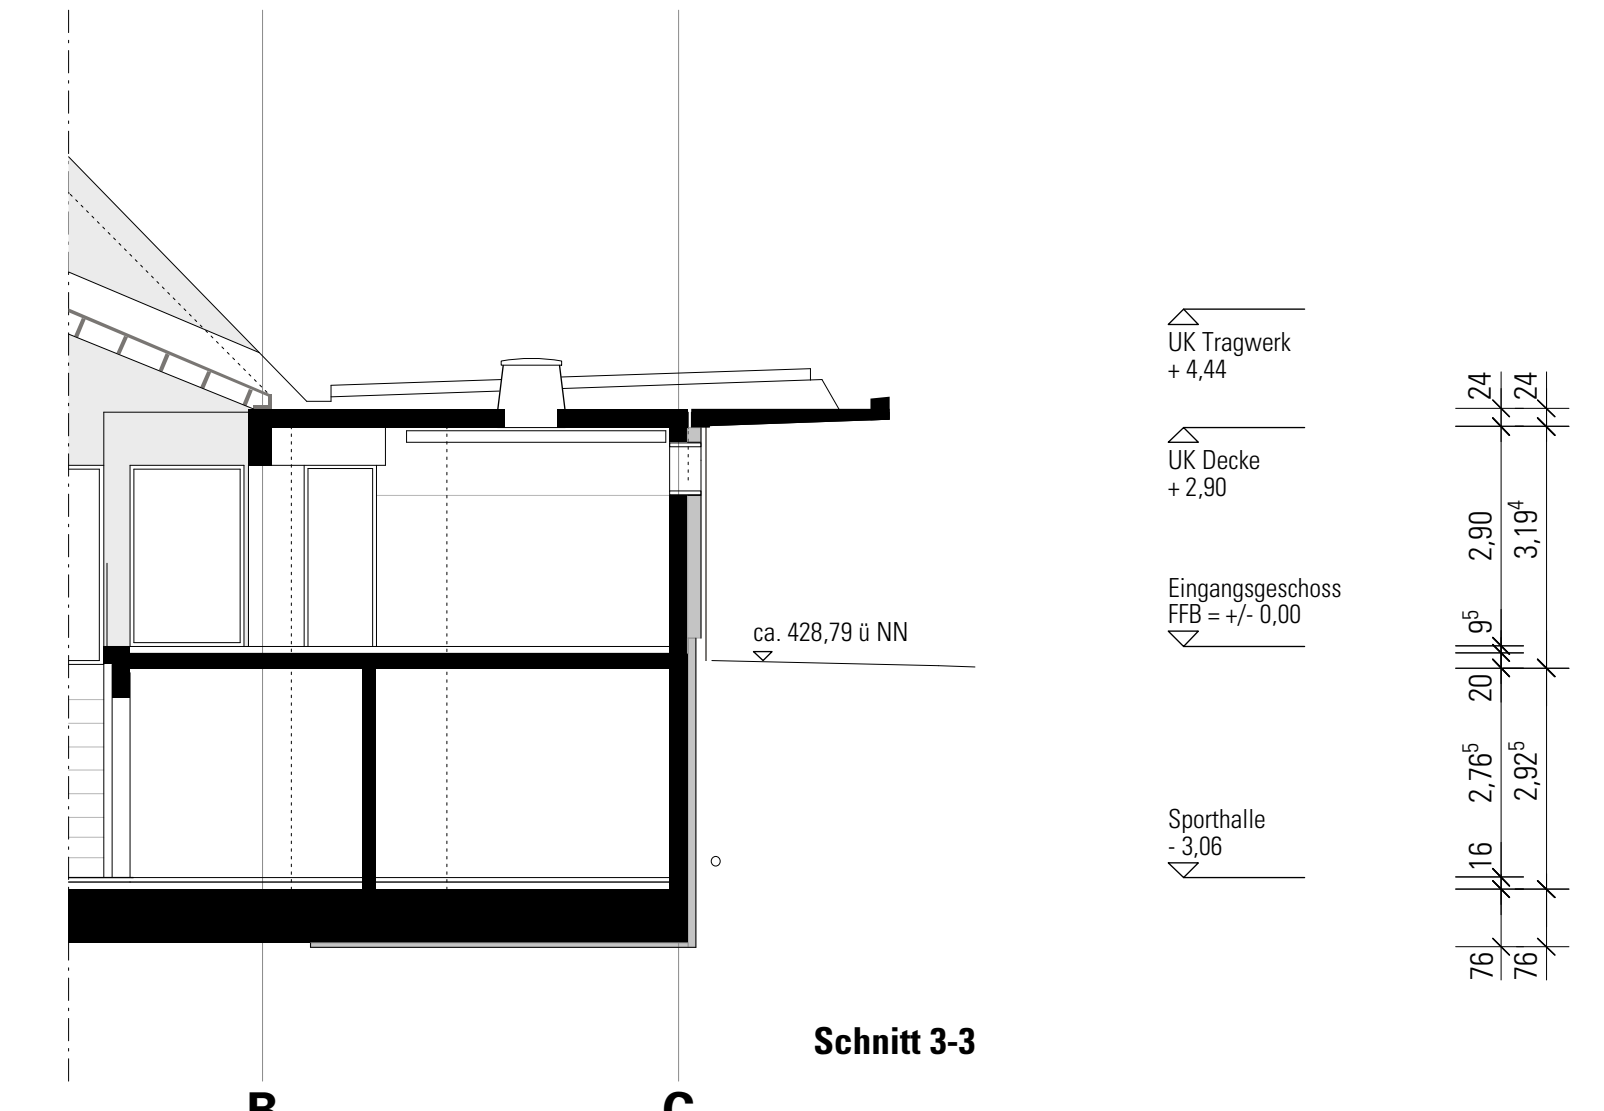 UK Tragwerk
+ 4,44
UK Decke
+ 2,90
Eingangsgeschoss
FFB = +/- 0,00
ca. 428,79 ü NN
Sporthalle
- 3,06
24
24
2,90
3,19⁴
9⁵
20
2,76⁵
2,92⁵
16
76
76
Schnitt 3-3
B
C